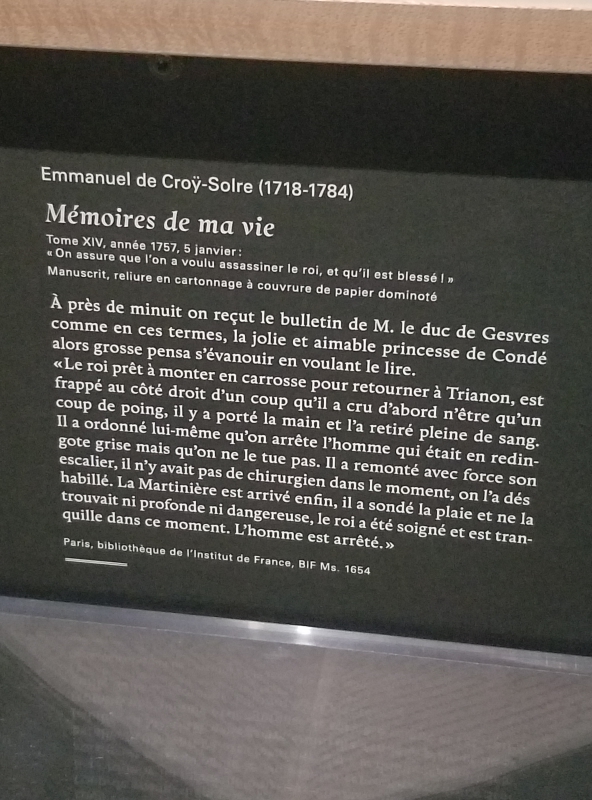 Emmanuel de Croÿ-Solre (1718-1784)
Mémoires de ma vie
Tome XIV, année 1757, 5 janvier :
« On assure que l'on a voulu assassiner le roi, et qu'il est blessé ! »
Manuscrit, reliure en cartonnage à couvrure de papier dominoté
À près de minuit on reçut le bulletin de M. le duc de Gesvres
comme en ces termes, la jolie et aimable princesse de Condé
alors grosse pensa s'évanouir en voulant le lire.
«Le roi prêt à monter en carrosse pour retourner à Trianon, est
frappé au côté droit d'un coup qu'il a cru d'abord n'être qu'un
coup de poing, il y a porté la main et l'a retiré pleine de sang.
Il a ordonné lui-même qu'on arrête l'homme qui était en redin-
gote grise mais qu'on ne le tue pas. Il a remonté avec force son
escalier, il n'y avait pas de chirurgien dans le moment, on l'a dés
habillé. La Martinière est arrivé enfin, il a sondé la plaie et ne la
trouvait ni profonde ni dangereuse, le roi a été soigné et est tran-
quille dans ce moment. L'homme est arrêté.»
Paris, bibliothèque de l'Institut de France, BIF Ms. 1654